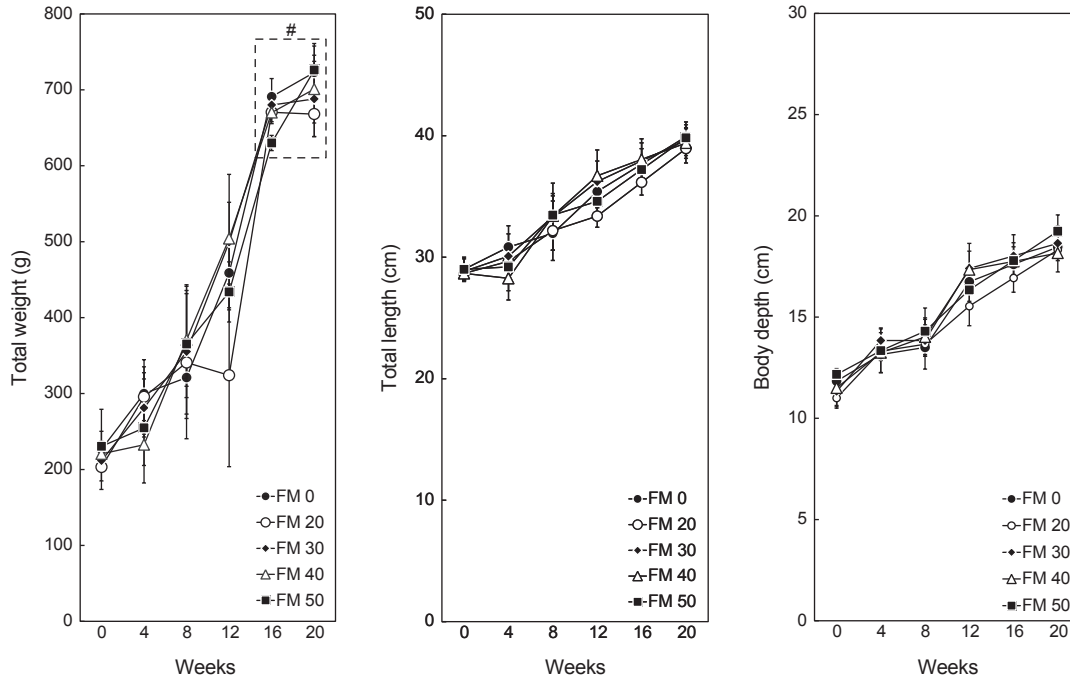 800
700
600
500
400
300
200
100
0
Total weight (g)
#
FM 0
FM 20
FM 30
FM 40
FM 50
0 4 8 12 16 20
Weeks
50
40
30
20
10
0
Total length (cm)
FM 0
FM 20
FM 30
FM 40
FM 50
0 4 8 12 16 20
Weeks
30
25
20
15
10
5
0
Body depth (cm)
FM 0
FM 20
FM 30
FM 40
FM 50
0 4 8 12 16 20
Weeks